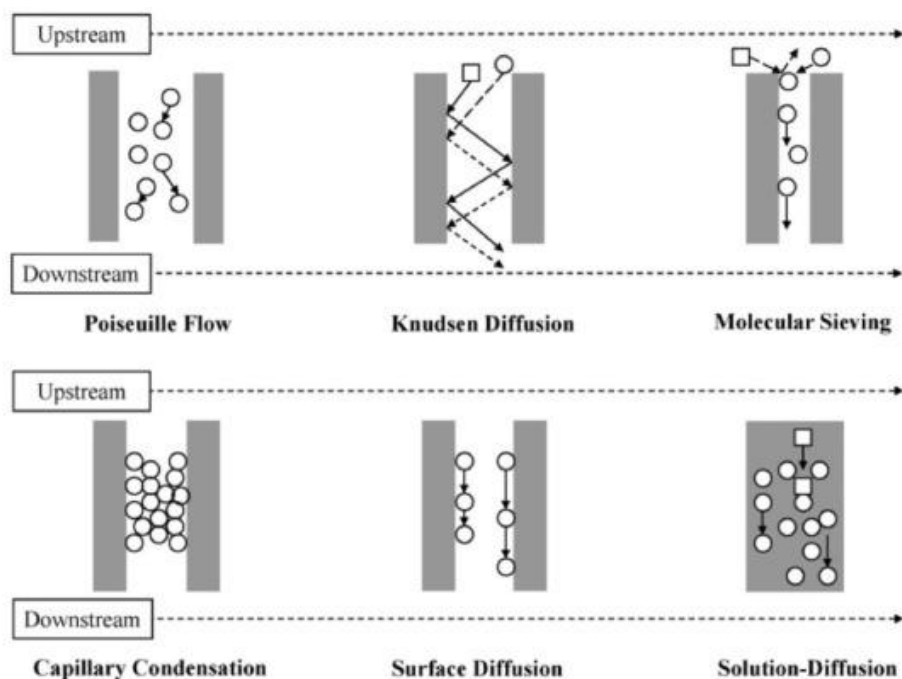 Upstream
Downstream
Poiseuille Flow
Knudsen Diffusion
Molecular Sieving
Upstream
Downstream
Capillary Condensation
Surface Diffusion
Solution-Diffusion